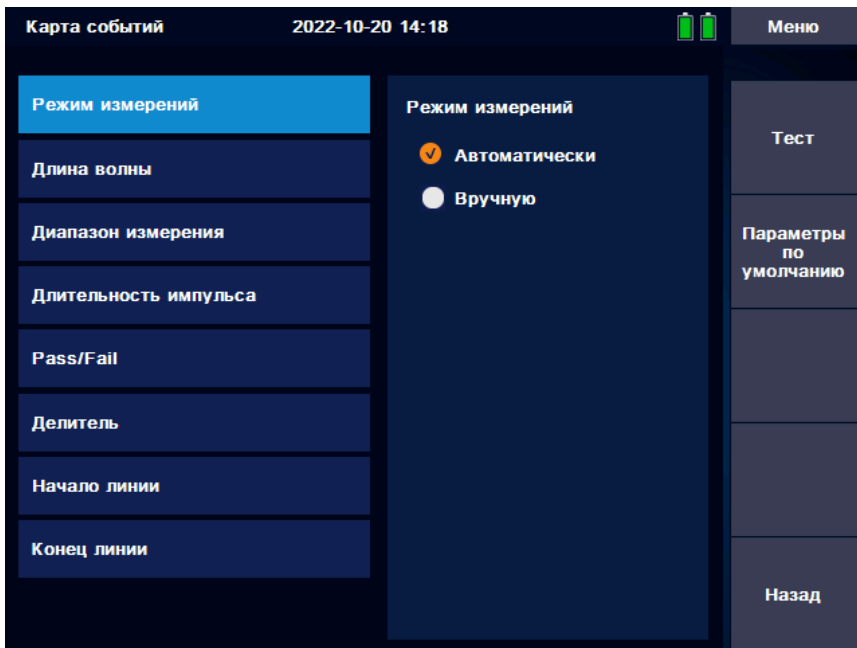 Карта событий 2022-10-20 14:18 Меню
Режим измерений
Длина волны
Диапазон измерения
Длительность импульса
Pass/Fail
Делитель
Начало линии
Конец линии
Режим измерений
Автоматически
Вручную
Тест
Параметры
по
умолчанию
Назад